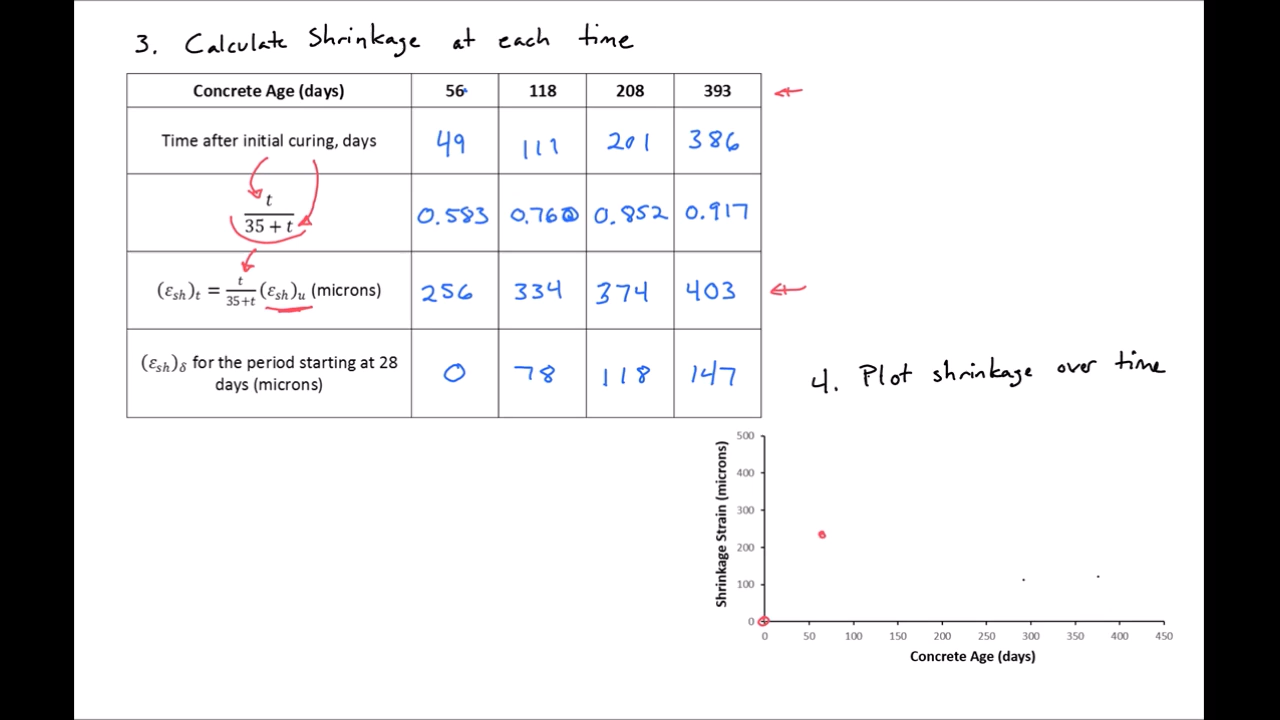 3. Calculate Shrinkage at each time
Concrete Age (days) 56 118 208 393
Time after initial curing, days 49 111 201 386
t
35 + t
0.583 0.760 0.852 0.917
(εsh)t = t/35+t (εsh)u (microns) 256 334 374 403
(εsh)δ for the period starting at 28
days (microns)
0 78 118 147
4. Plot shrinkage over time
Shrinkage Strain (microns)
500
400
300
200
100
0
0 50 100 150 200 250 300 350 400 450
Concrete Age (days)